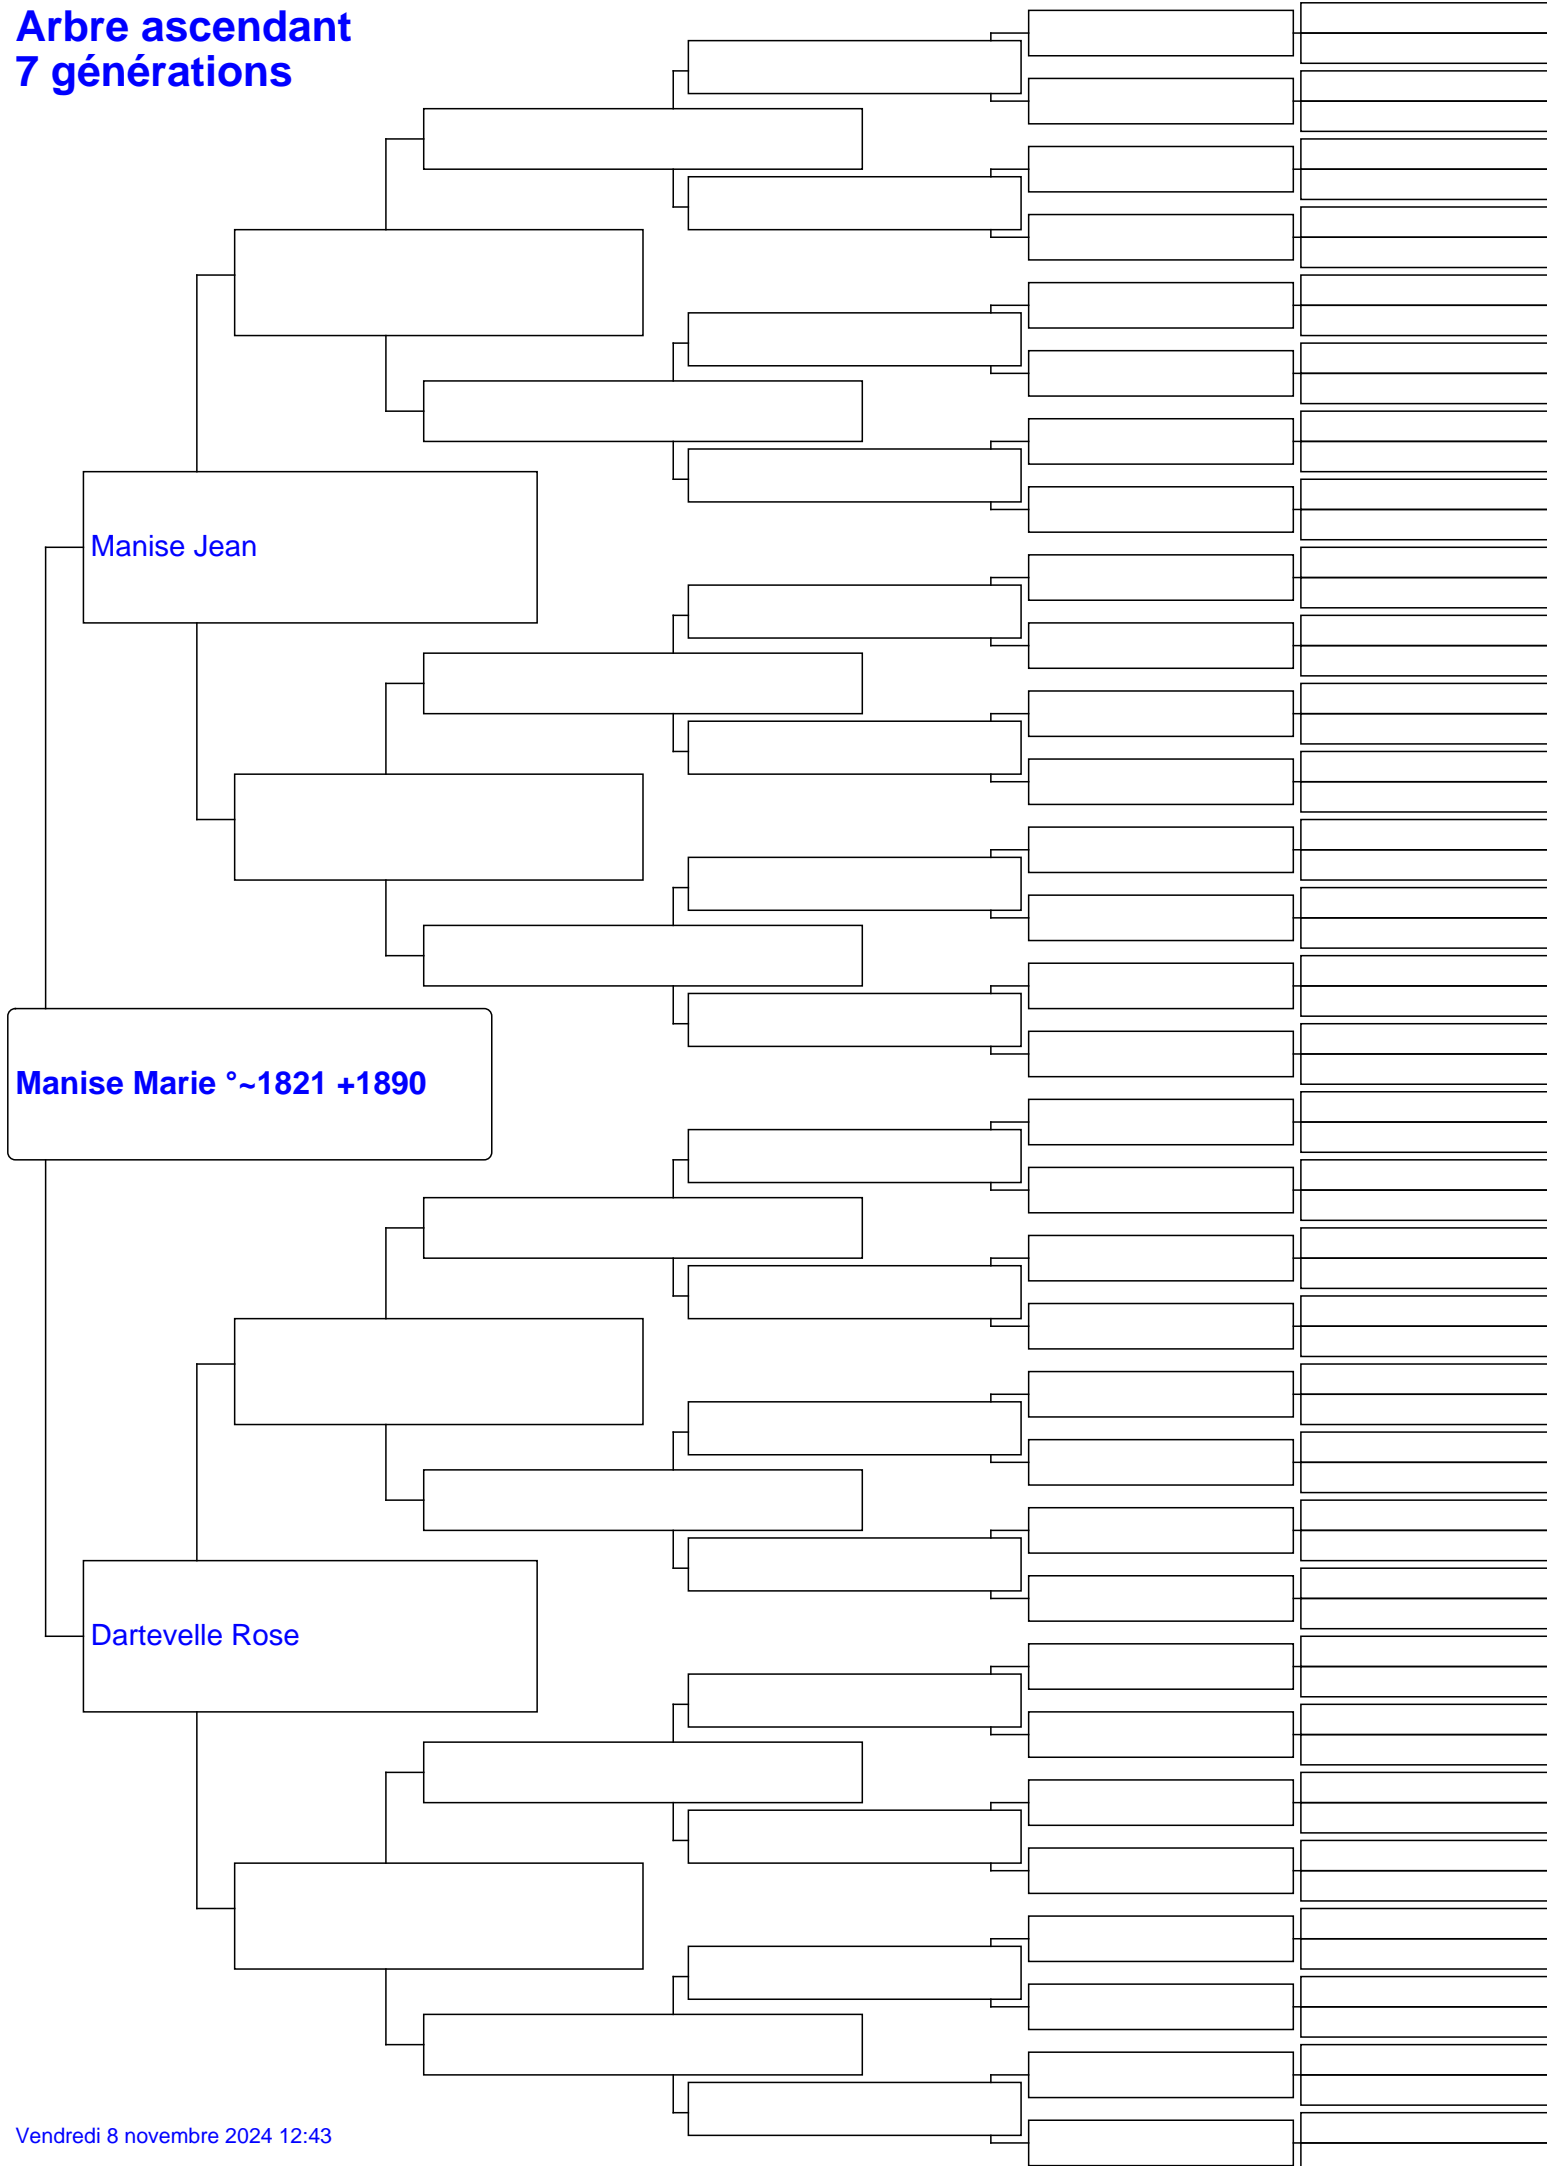 Arbre ascendant
7 générations
Manise Jean
Manise Marie °~1821 +1890
Dartevelle Rose
Vendredi 8 novembre 2024 12:43